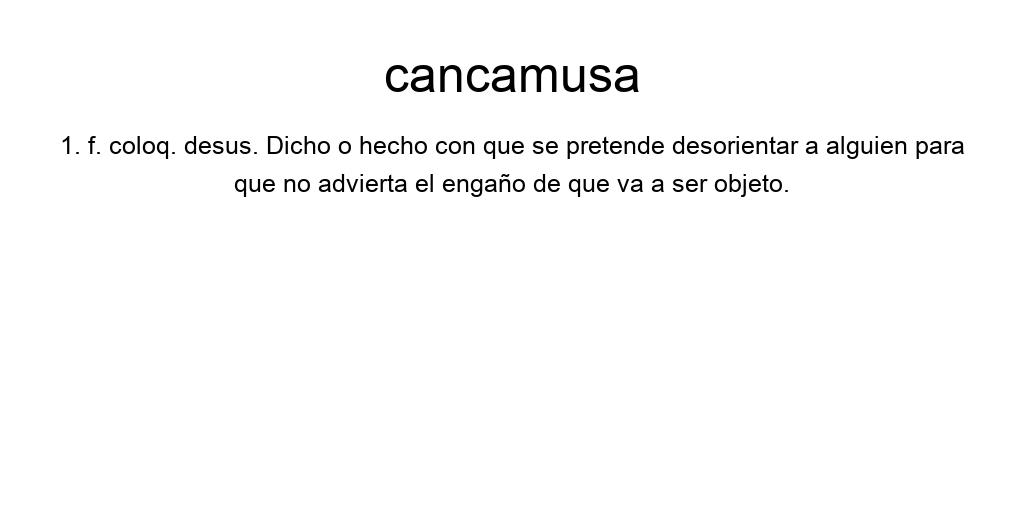 cancamusa
1. f. coloq. desus. Dicho o hecho con que se pretende desorientar a alguien para
que no advierta el engaño de que va a ser objeto.